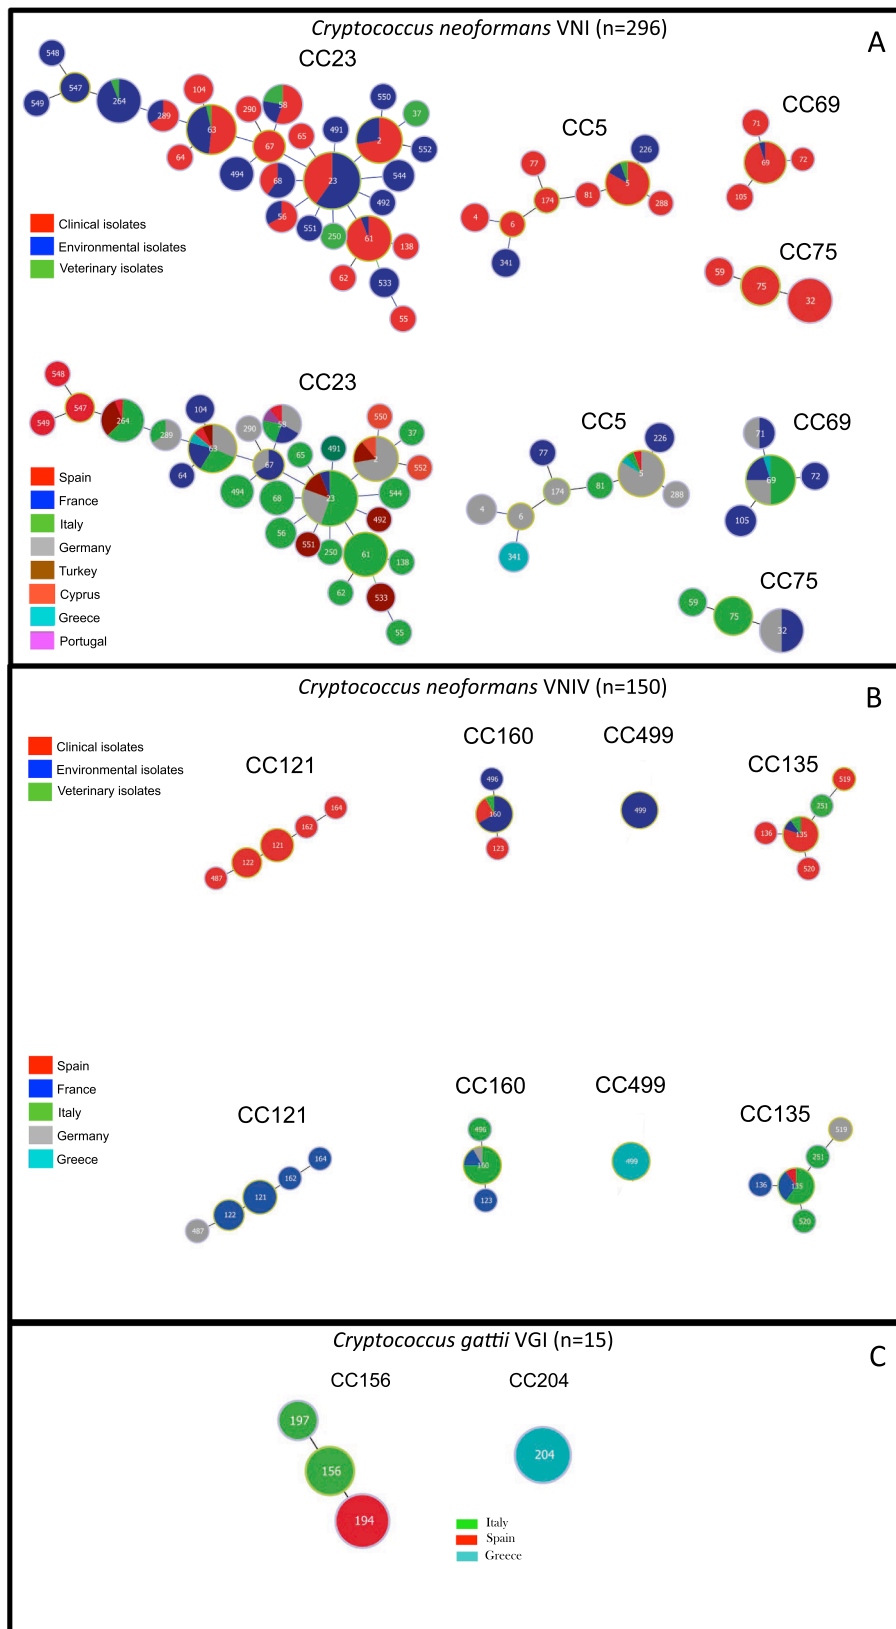 Cryptococcus neoformans VNI (n=296)
A
CC23
548
547
549
264
289
104
64
63
290
58
67
494
65
491
550
37
2
552
23
544
68
492
56
551
250
61
138
62
533
55
CC5
226
77
174
81
5
288
4
6
341
CC69
71
69
72
105
CC75
59
75
32
Clinical isolates
Environmental isolates
Veterinary isolates
CC23
548
547
549
264
289
104
64
63
290
58
67
494
65
491
550
37
2
552
23
544
68
492
56
551
250
61
138
62
533
55
CC5
226
77
174
81
5
288
4
6
341
CC69
71
69
72
105
CC75
59
75
32
Spain
France
Italy
Germany
Turkey
Cyprus
Greece
Portugal
Cryptococcus neoformans VNIV (n=150)
B
Clinical isolates
Environmental isolates
Veterinary isolates
CC121
164
162
121
122
487
CC160
496
160
123
CC499
499
CC135
519
251
136
135
520
Spain
France
Italy
Germany
Greece
CC121
164
162
121
122
487
CC160
496
160
123
CC499
499
CC135
519
251
136
135
520
Cryptococcus gattii VGI (n=15)
C
CC156
197
156
194
CC204
204
Italy
Spain
Greece